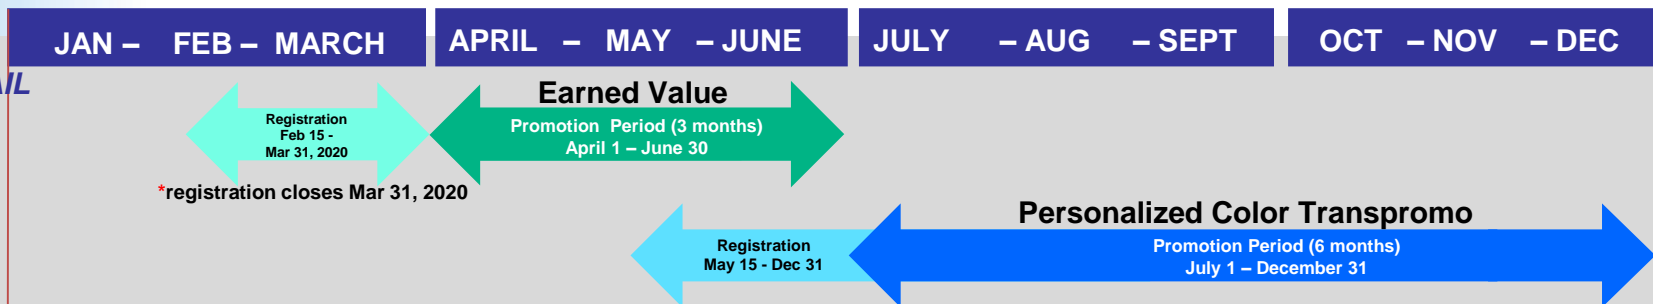 JAN – FEB – MARCH
APRIL – MAY – JUNE
JULY – AUG – SEPT
OCT – NOV – DEC
AIL
Earned Value
Registration
Feb 15 -
Mar 31, 2020
Promotion Period (3 months)
April 1 – June 30
*registration closes Mar 31, 2020
Personalized Color Transpromo
Registration
May 15 - Dec 31
Promotion Period (6 months)
July 1 – December 31